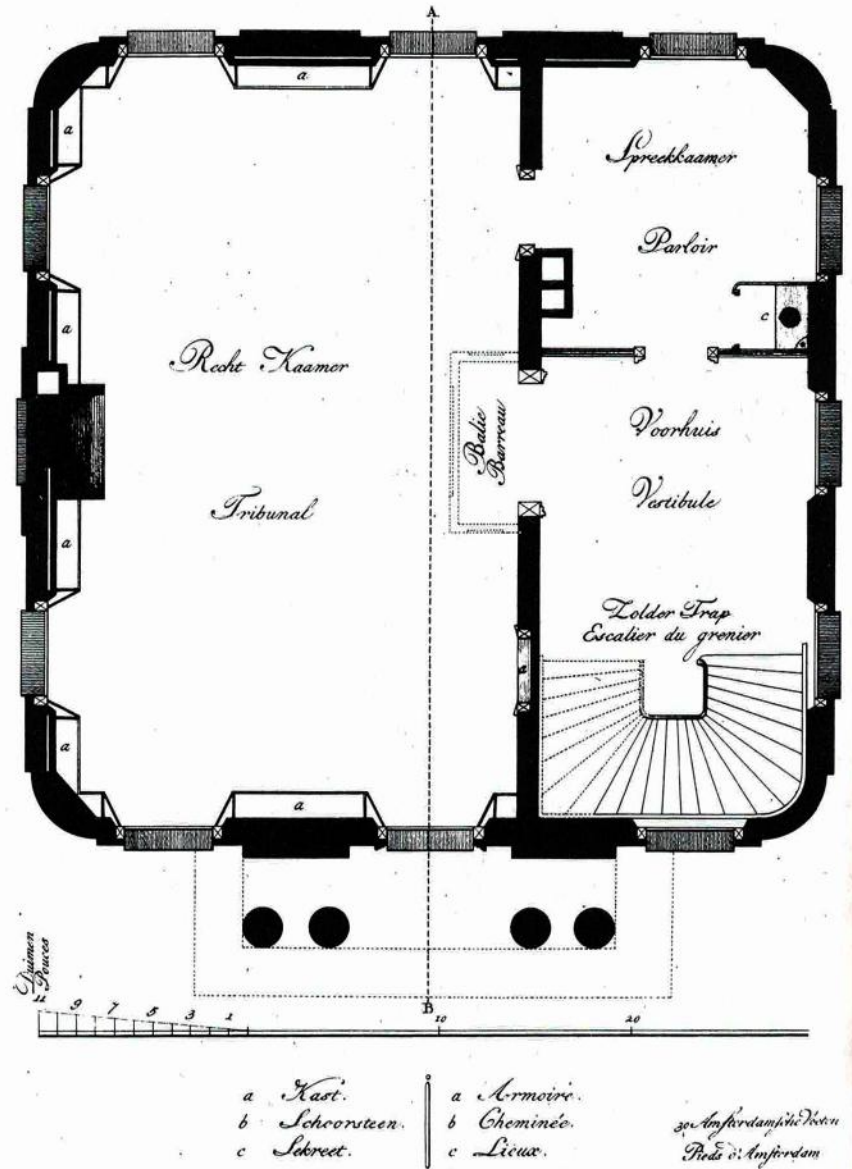 A
a
a
Spreekkaamer
Parloir
c
a
Recht Kaamer
Balie
Barreau
Voorhuis
Tribunal
Vestibule
a
Zolder Trap
Escalier du grenier
a
a
a
B
Duimen
Pouces
11 9 7 5 3 1 10 20
a Kast.
b Schoorsteen.
c Sekreet.
a Armoire.
b Cheminée.
c Lieux.
30 Amsterdamsche Voeten
Pieds d'Amsterdam